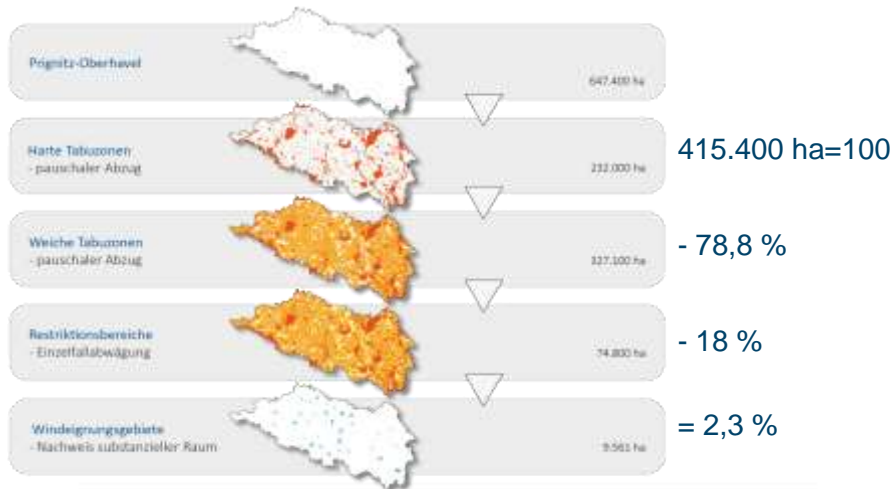 Prignitz-Oberhavel
647.400 ha
Harte Tabuzonen
- pauschaler Abzug
232.000 ha
415.400 ha=100
Weiche Tabuzonen
- pauschaler Abzug
327.100 ha
- 78,8 %
Restriktionsbereiche
- Einzelfallabwägung
74.800 ha
- 18 %
Windeignungsgebiete
- Nachweis substanzieller Raum
9.561 ha
= 2,3 %